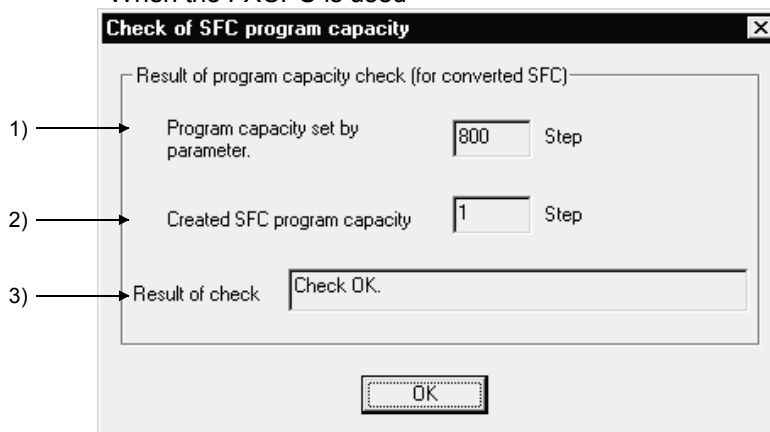 When the FXCPU is used
Check of SFC program capacity
Result of program capacity check (for converted SFC)
1) Program capacity set by
parameter.
800 Step
2) Created SFC program capacity 1 Step
3) Result of check Check OK.
OK